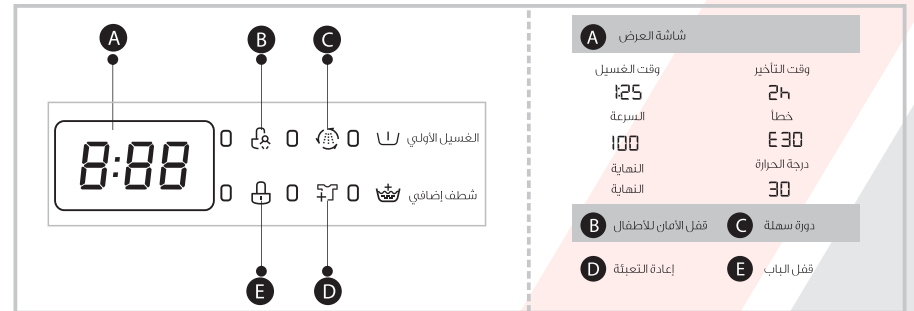 A B C
8:88
الغسيل الأولي
شطف إضافي
E D
A شاشة العرض
وقت التأخير وقت الغسيل
2h 1:25
خطأ السرعة
E30 100
درجة الحرارة النهاية
30 النهاية
B قفل الأمان للأطفال C دورة سهلة
D إعادة التعبئة E قفل الباب